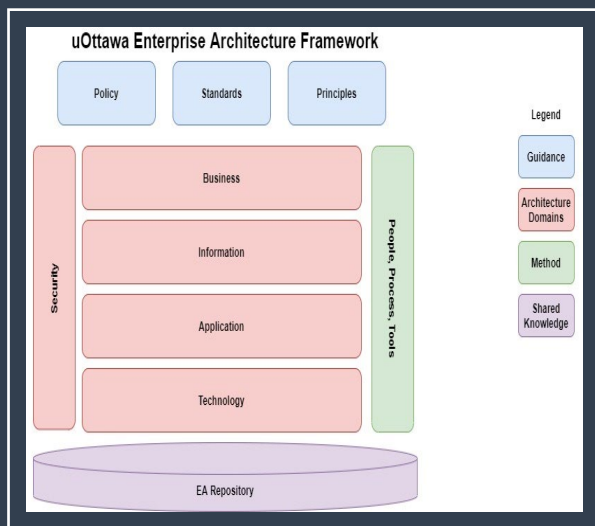 uOttawa Enterprise Architecture Framework
Policy
Standards
Principles
Security
Business
Information
Application
Technology
People, Process, Tools
EA Repository
Legend
Guidance
Architecture
Domains
Method
Shared
Knowledge